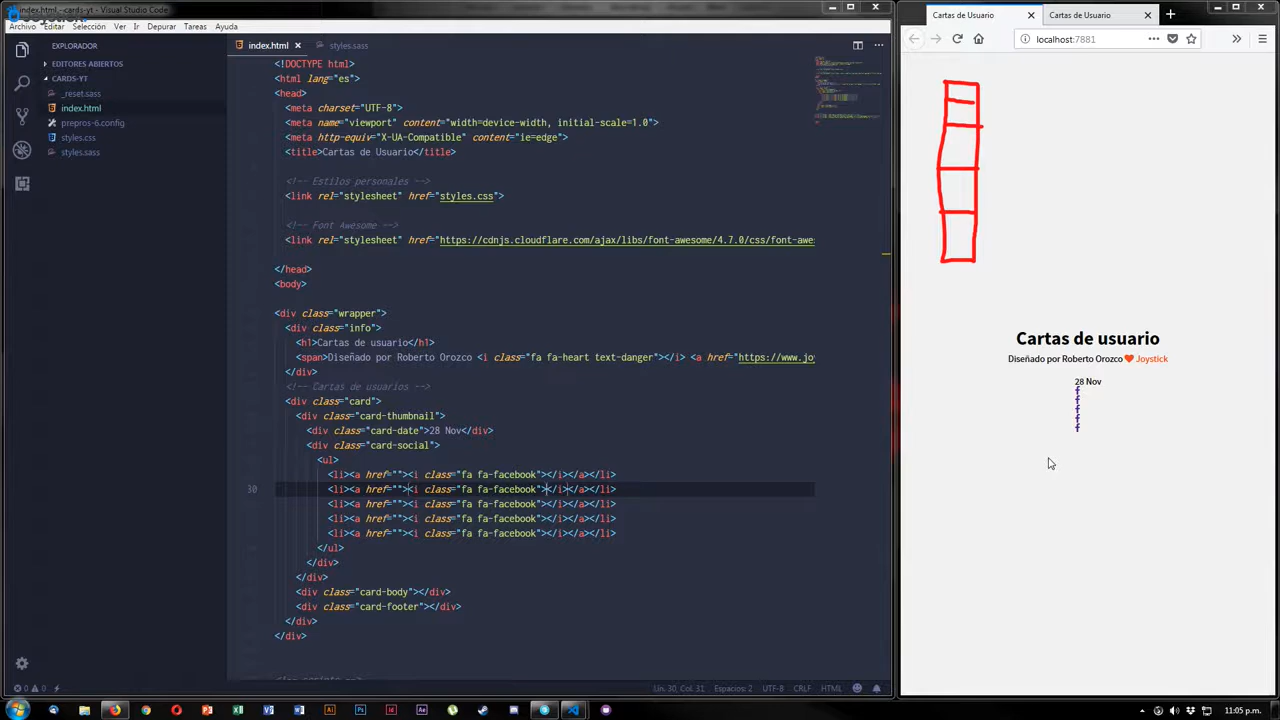 index.html - cards-yt - Visual Studio Code
Archivo Editar Selección Ver Ir Depurar Tareas Ayuda
EXPLORADOR
EDITORES ABIERTOS
CARDS-YT
_reset.sass
index.html
prepros-6.config
styles.css
styles.sass
index.html styles.sass
<!DOCTYPE html>
<html lang="es">
<head>
<meta charset="UTF-8">
<meta name="viewport" content="width=device-width, initial-scale=1.0">
<meta http-equiv="X-UA-Compatible" content="ie=edge">
<title>Cartas de Usuario</title>
<!-- Estilos personales -->
<link rel="stylesheet" href="styles.css">
<!-- Font Awesome -->
<link rel="stylesheet" href="https://cdnjs.cloudflare.com/ajax/libs/font-awesome/4.7.0/css/font-awes
</head>
<body>
<div class="wrapper">
<div class="info">
<h1>Cartas de usuario</h1>
<span>Diseñado por Roberto Orozco <i class="fa fa-heart text-danger"></i> <a href="https://www.joy
</div>
<!-- Cartas de usuarios -->
<div class="card">
<div class="card-thumbnail">
<div class="card-date">28 Nov</div>
<div class="card-social">
<ul>
<li><a href=""><i class="fa fa-facebook"></i></a></li>
30 <li><a href=""><i class="fa fa-facebook"></i></a></li>
<li><a href=""><i class="fa fa-facebook"></i></a></li>
<li><a href=""><i class="fa fa-facebook"></i></a></li>
<li><a href=""><i class="fa fa-facebook"></i></a></li>
</ul>
</div>
</div>
<div class="card-body"></div>
<div class="card-footer"></div>
</div>
</div>
0 0 Lín. 30, Col. 31 Espacios: 2 UTF-8 CRLF HTML
Cartas de Usuario Cartas de Usuario
localhost:7881
Cartas de usuario
Diseñado por Roberto Orozco Joystick
28 Nov
11:05 p.m.